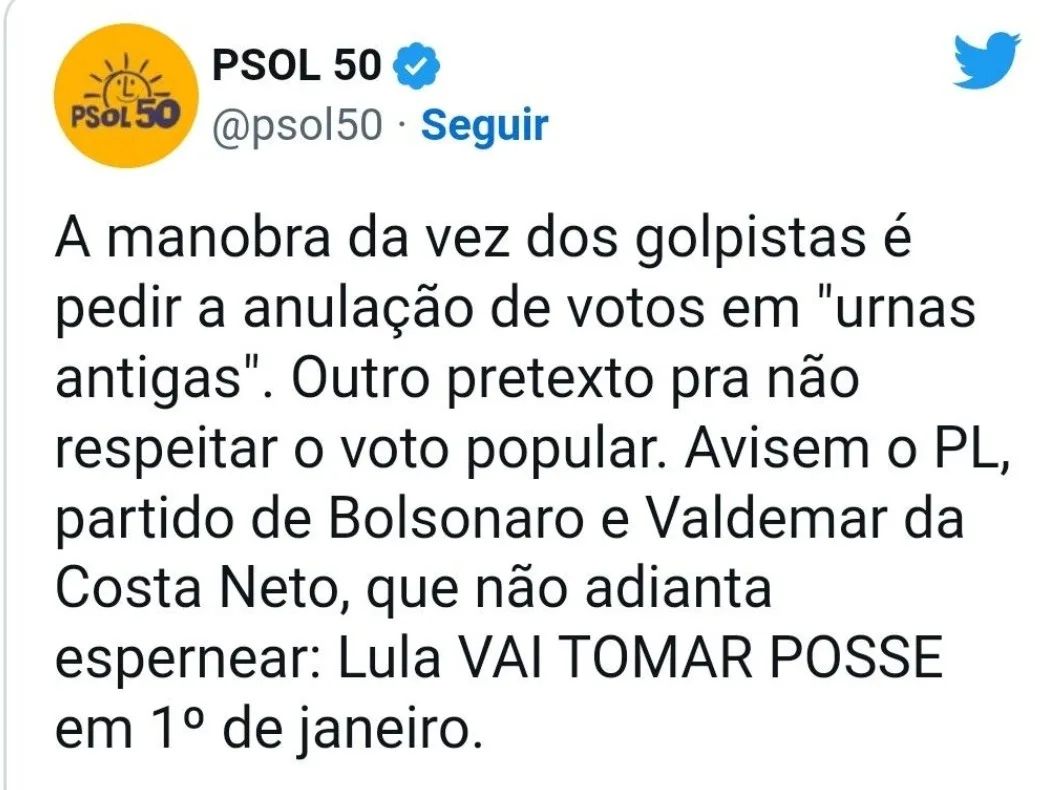 PSOL 50
PSOL 50
@psol50 · Seguir
A manobra da vez dos golpistas é
pedir a anulação de votos em "urnas
antigas". Outro pretexto pra não
respeitar o voto popular. Avisem o PL,
partido de Bolsonaro e Valdemar da
Costa Neto, que não adianta
espernear: Lula VAI TOMAR POSSE
em 1º de janeiro.